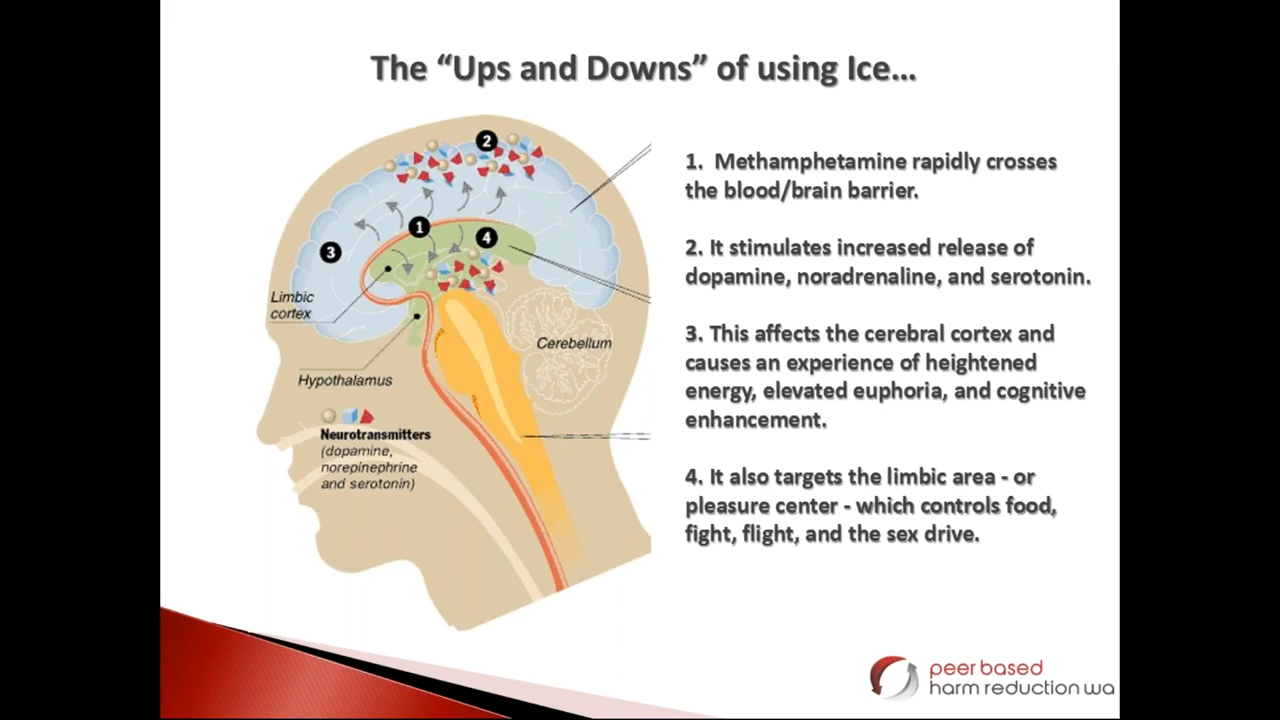 The “Ups and Downs” of using Ice...
2
1
3
4
Limbic
cortex
Cerebellum
Hypothalamus
Neurotransmitters
(dopamine,
norepinephrine
and serotonin)
1. Methamphetamine rapidly crosses
the blood/brain barrier.
2. It stimulates increased release of
dopamine, noradrenaline, and serotonin.
3. This affects the cerebral cortex and
causes an experience of heightened
energy, elevated euphoria, and cognitive
enhancement.
4. It also targets the limbic area - or
pleasure center - which controls food,
fight, flight, and the sex drive.
peer based
harm reduction wa